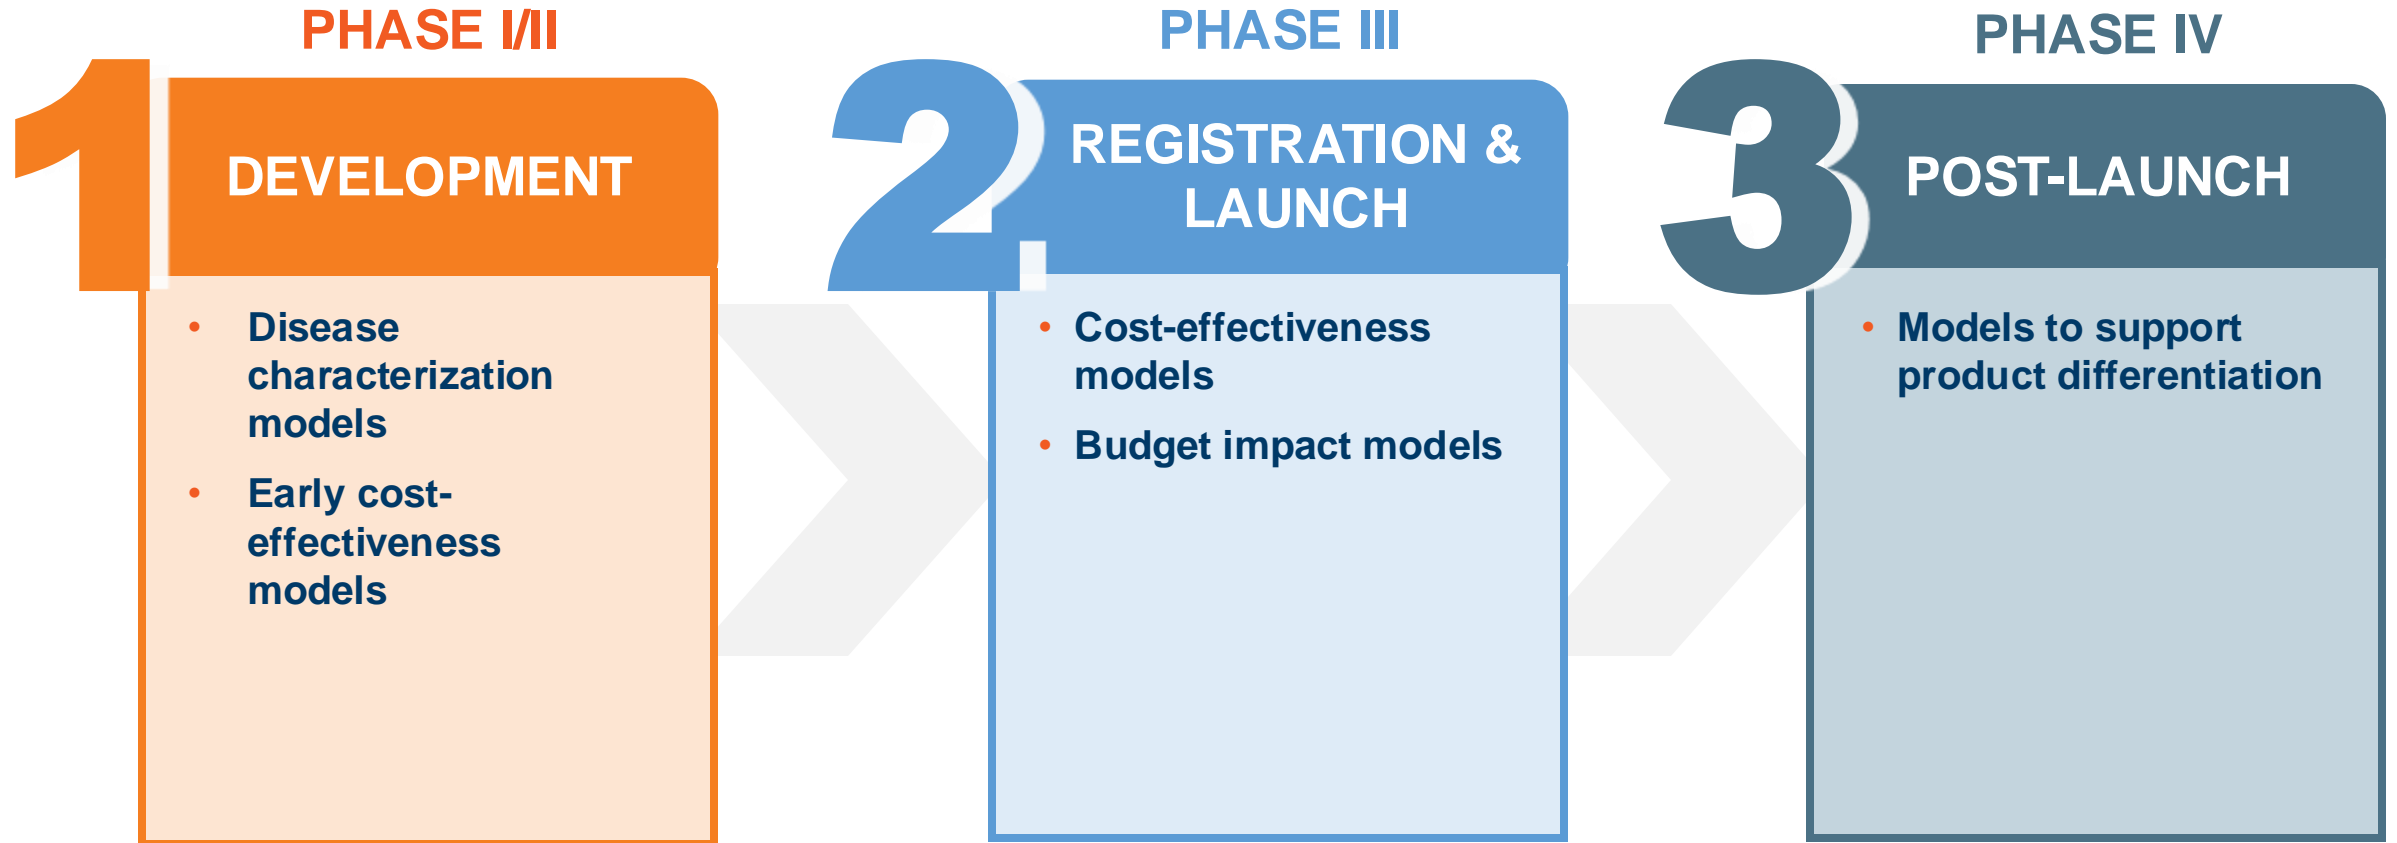 PHASE I/II
1
DEVELOPMENT
• Disease
characterization
models
• Early cost-
effectiveness
models
PHASE III
2
REGISTRATION &
LAUNCH
• Cost-effectiveness
models
• Budget impact models
PHASE IV
3
POST-LAUNCH
• Models to support
product differentiation